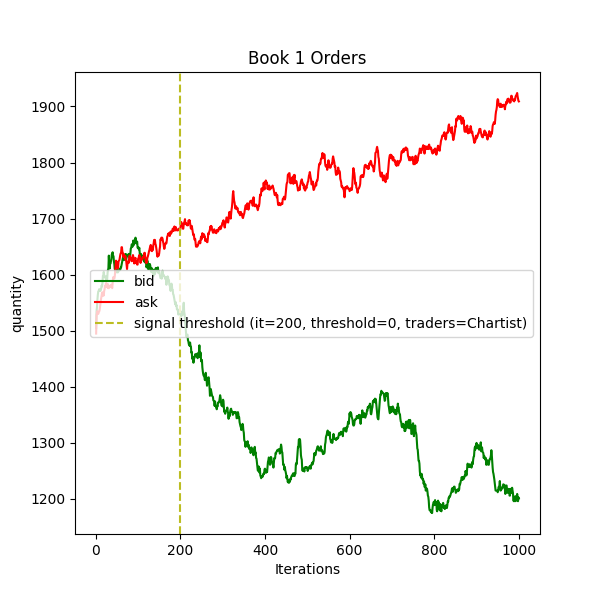 Book 1 Orders
quantity
1900
1800
1700
1600
1500
1400
1300
1200
bid
ask
signal threshold (it=200, threshold=0, traders=Chartist)
0 200 400 600 800 1000
Iterations